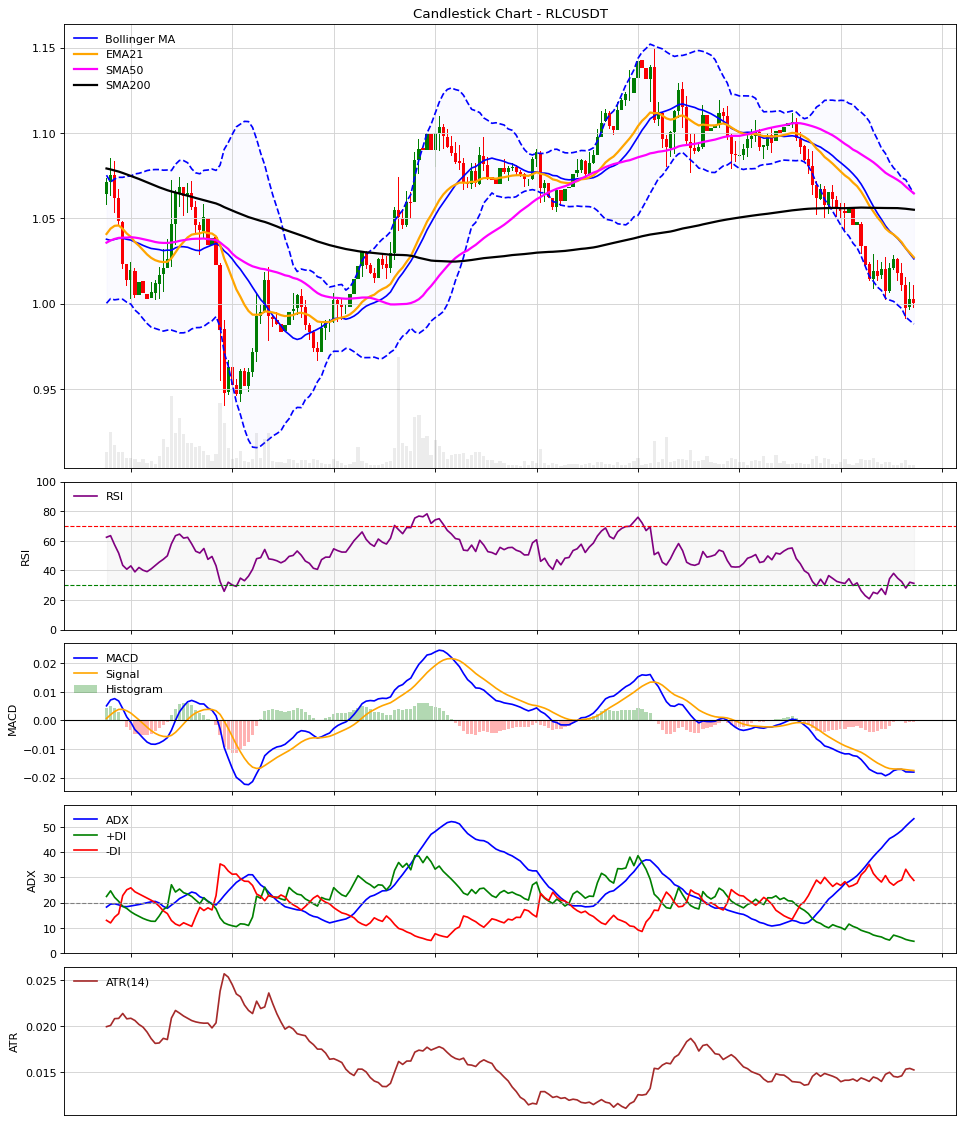 Candlestick Chart - RLCUSDT
Bollinger MA
EMA21
SMA50
SMA200
1.15
1.10
1.05
1.00
0.95
RSI
100
80
60
40
20
0
RSI
MACD
Signal
Histogram
0.02
0.01
0.00
−0.01
−0.02
MACD
ADX
+DI
-DI
50
40
30
20
10
0
ADX
ATR(14)
0.025
0.020
0.015
ATR